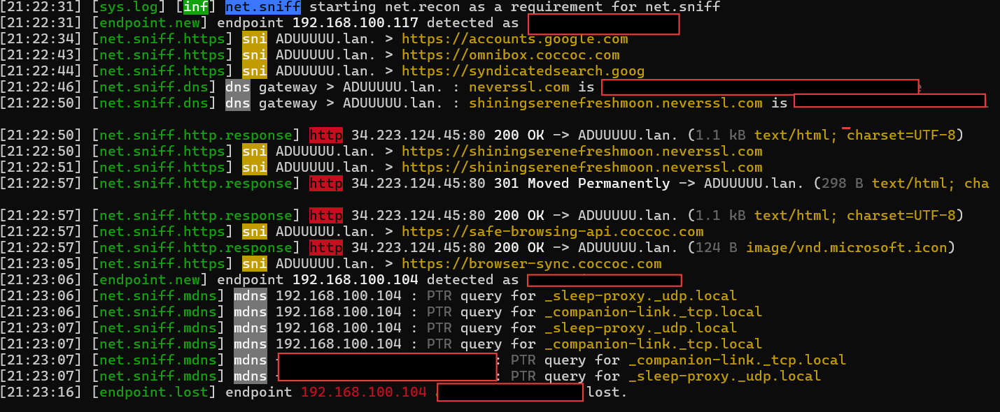 [21:22:31] [sys.log] [inf] net.sniff starting net.recon as a requirement for net.sniff
[21:22:31] [endpoint.new] endpoint 192.168.100.117 detected as
[21:22:34] [net.sniff.https] sni ADUUUUU.lan. > https://accounts.google.com
[21:22:43] [net.sniff.https] sni ADUUUUU.lan. > https://omnibox.coccoc.com
[21:22:44] [net.sniff.https] sni ADUUUUU.lan. > https://syndicatedsearch.goog
[21:22:46] [net.sniff.dns] dns gateway > ADUUUUU.lan. : neverssl.com is
[21:22:50] [net.sniff.dns] dns gateway > ADUUUUU.lan. : shiningserenefreshmoon.neverssl.com is
[21:22:50] [net.sniff.http.response] http 34.223.124.45:80 200 OK -> ADUUUUU.lan. (1.1 kB text/html; charset=UTF-8)
[21:22:50] [net.sniff.https] sni ADUUUUU.lan. > https://shiningserenefreshmoon.neverssl.com
[21:22:51] [net.sniff.https] sni ADUUUUU.lan. > https://shiningserenefreshmoon.neverssl.com
[21:22:57] [net.sniff.http.response] http 34.223.124.45:80 301 Moved Permanently -> ADUUUUU.lan. (298 B text/html; cha
[21:22:57] [net.sniff.http.response] http 34.223.124.45:80 200 OK -> ADUUUUU.lan. (1.1 kB text/html; charset=UTF-8)
[21:22:57] [net.sniff.https] sni ADUUUUU.lan. > https://safe-browsing-api.coccoc.com
[21:22:57] [net.sniff.http.response] http 34.223.124.45:80 200 OK -> ADUUUUU.lan. (124 B image/vnd.microsoft.icon)
[21:23:05] [net.sniff.https] sni ADUUUUU.lan. > https://browser-sync.coccoc.com
[21:23:06] [endpoint.new] endpoint 192.168.100.104 detected as
[21:23:06] [net.sniff.mdns] mdns 192.168.100.104 : PTR query for _sleep-proxy._udp.local
[21:23:06] [net.sniff.mdns] mdns 192.168.100.104 : PTR query for _companion-link._tcp.local
[21:23:07] [net.sniff.mdns] mdns 192.168.100.104 : PTR query for _sleep-proxy._udp.local
[21:23:07] [net.sniff.mdns] mdns 192.168.100.104 : PTR query for _companion-link._tcp.local
[21:23:07] [net.sniff.mdns] mdns : PTR query for _companion-link._tcp.local
[21:23:07] [net.sniff.mdns] mdns : PTR query for _sleep-proxy._udp.local
[21:23:16] [endpoint.lost] endpoint 192.168.100.104 lost.